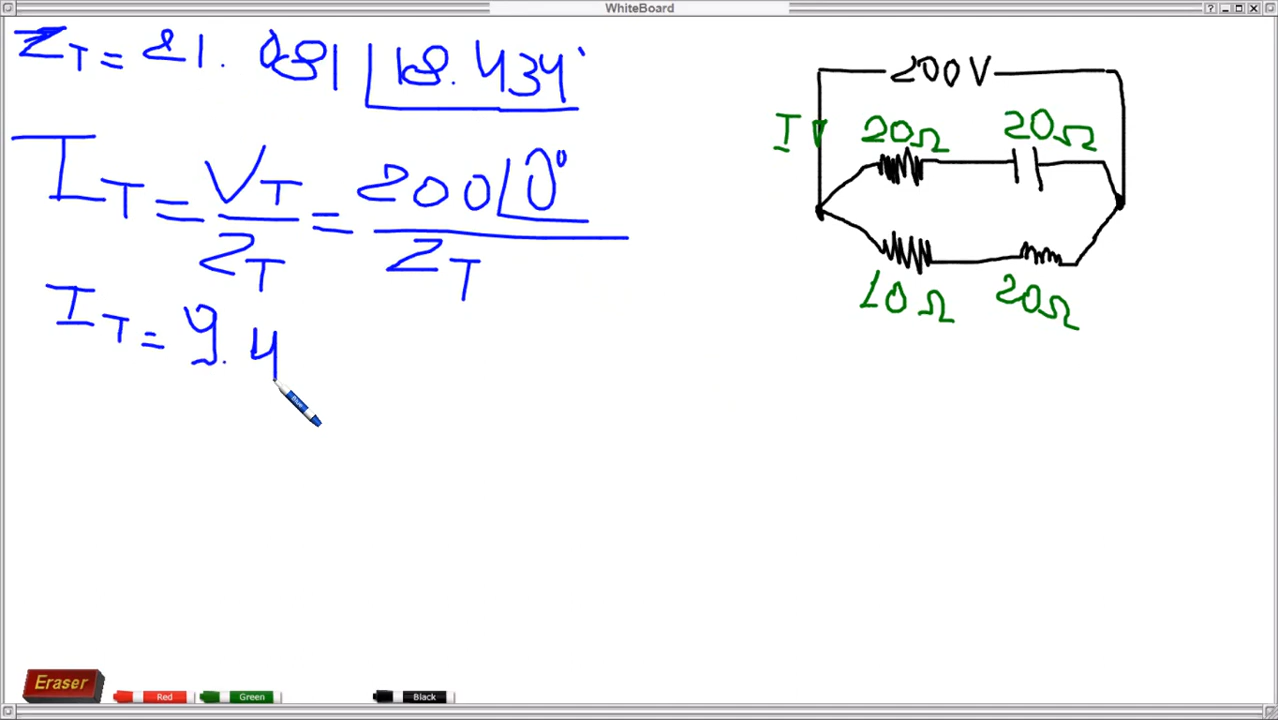 WhiteBoard
Z_T = 21.081 ∠18.434°
I_T = V_T / Z_T = 200∠0° / Z_T
I_T = 9.4
200V
I
20Ω 20Ω
10Ω 20Ω
Eraser Red Green Black